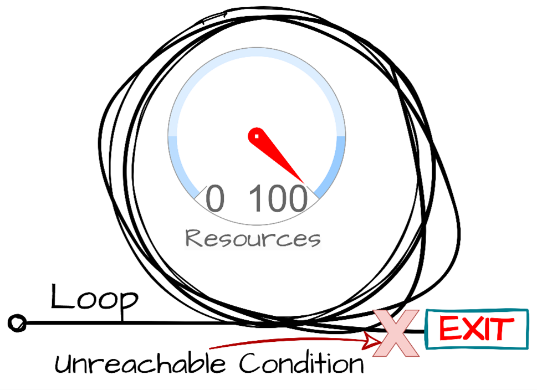 0 100
Resources
Loop
EXIT
Unreachable Condition